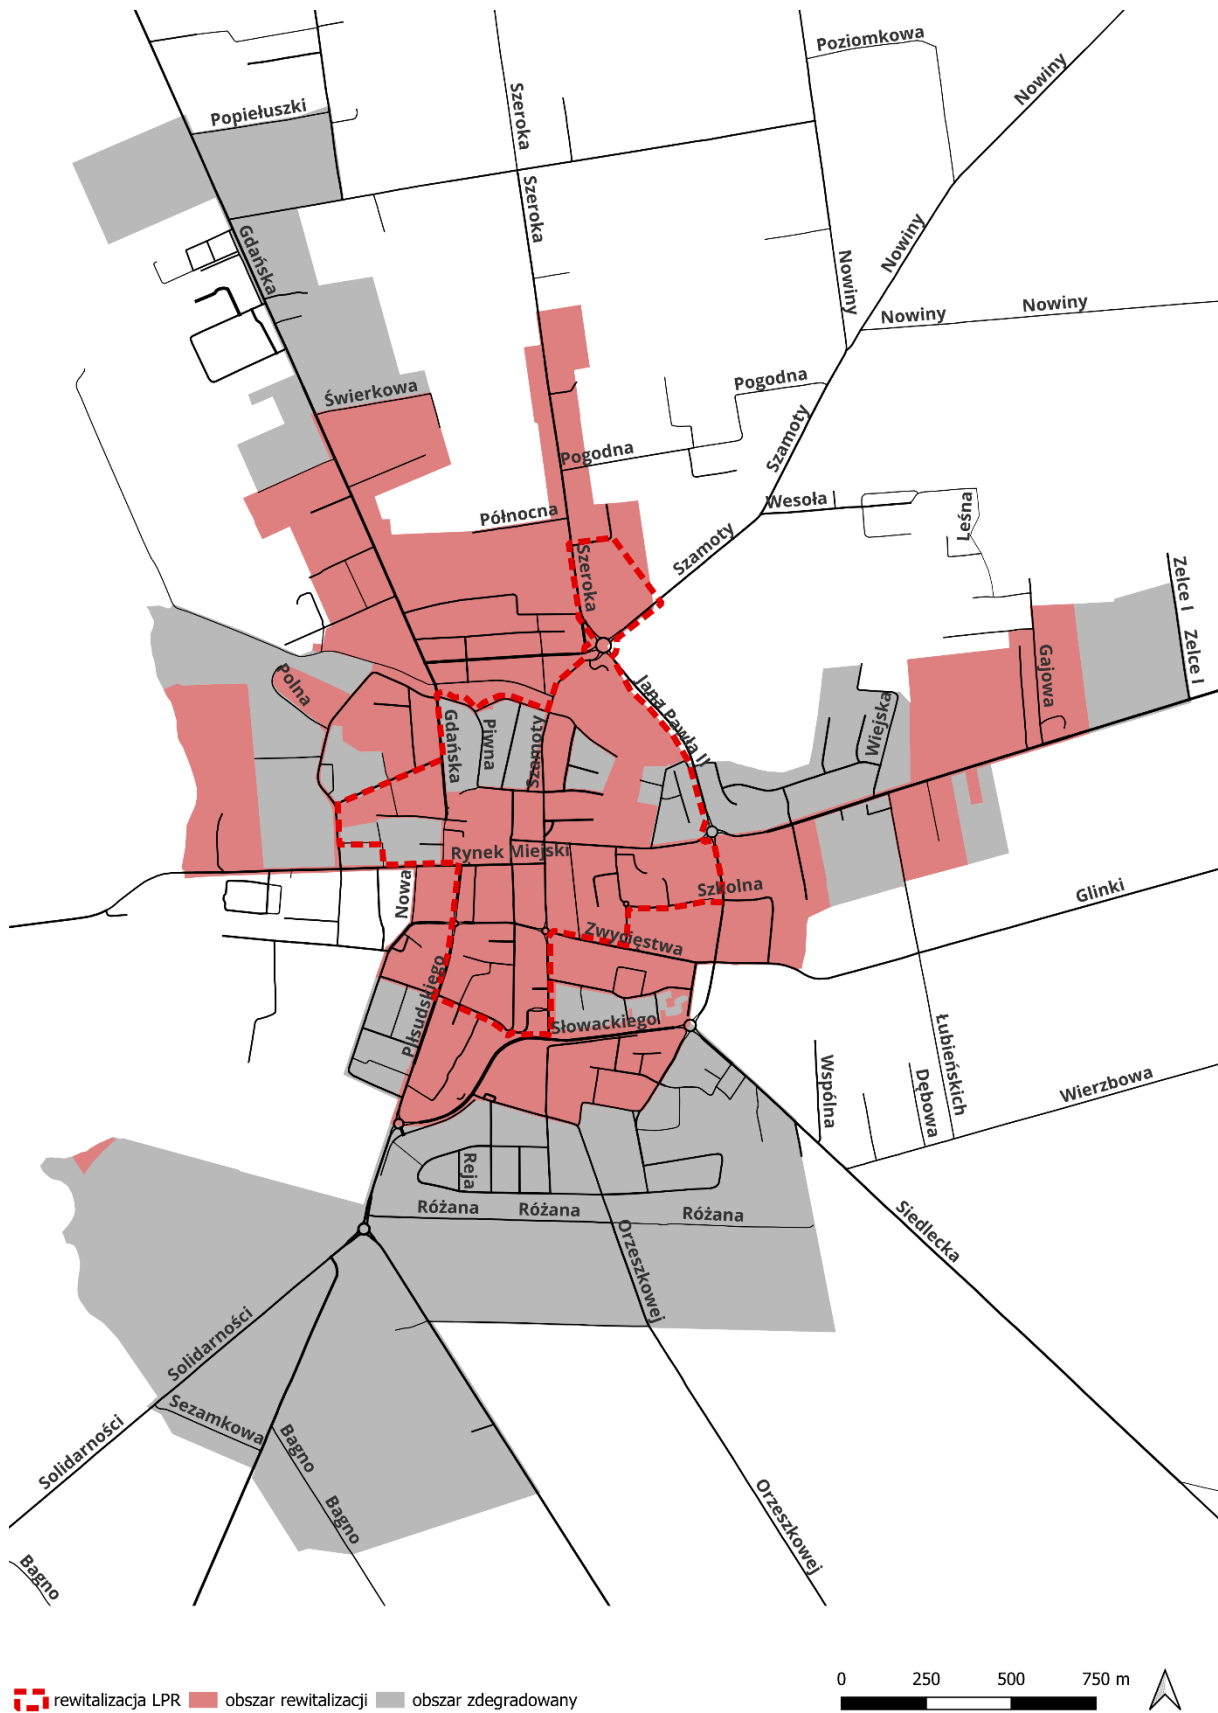 Poziomkowa
Nowiny
Szeroka
Popiełuszki
Szeroka
Nowiny
Gdańska
Nowiny
Nowiny
Nowiny
Pogodna
Świerkowa
Szamoty
Pogodna
Wesoła
Leśna
Północna
Szamoty
Szeroka
Zelce I
Zelce I
Polna
Gajowa
Jana Pawła II
Gdańska
Piwna
Szamoty
Wiejska
Rynek Miejski
Nowa
Szkolna
Glinki
Zwycięstwa
Piłsudskiego
Słowackiego
Łubieńskich
Wspólna
Dębowa
Wierzbowa
Reja
Różana
Różana
Różana
Siedlecka
Orzeszkowej
Solidarności
Sezamkowa
Solidarności
Bagno
Bagno
Orzeszkowej
Bagno
0 250 500 750 m
rewitalizacja LPR obszar rewitalizacji obszar zdegradowany